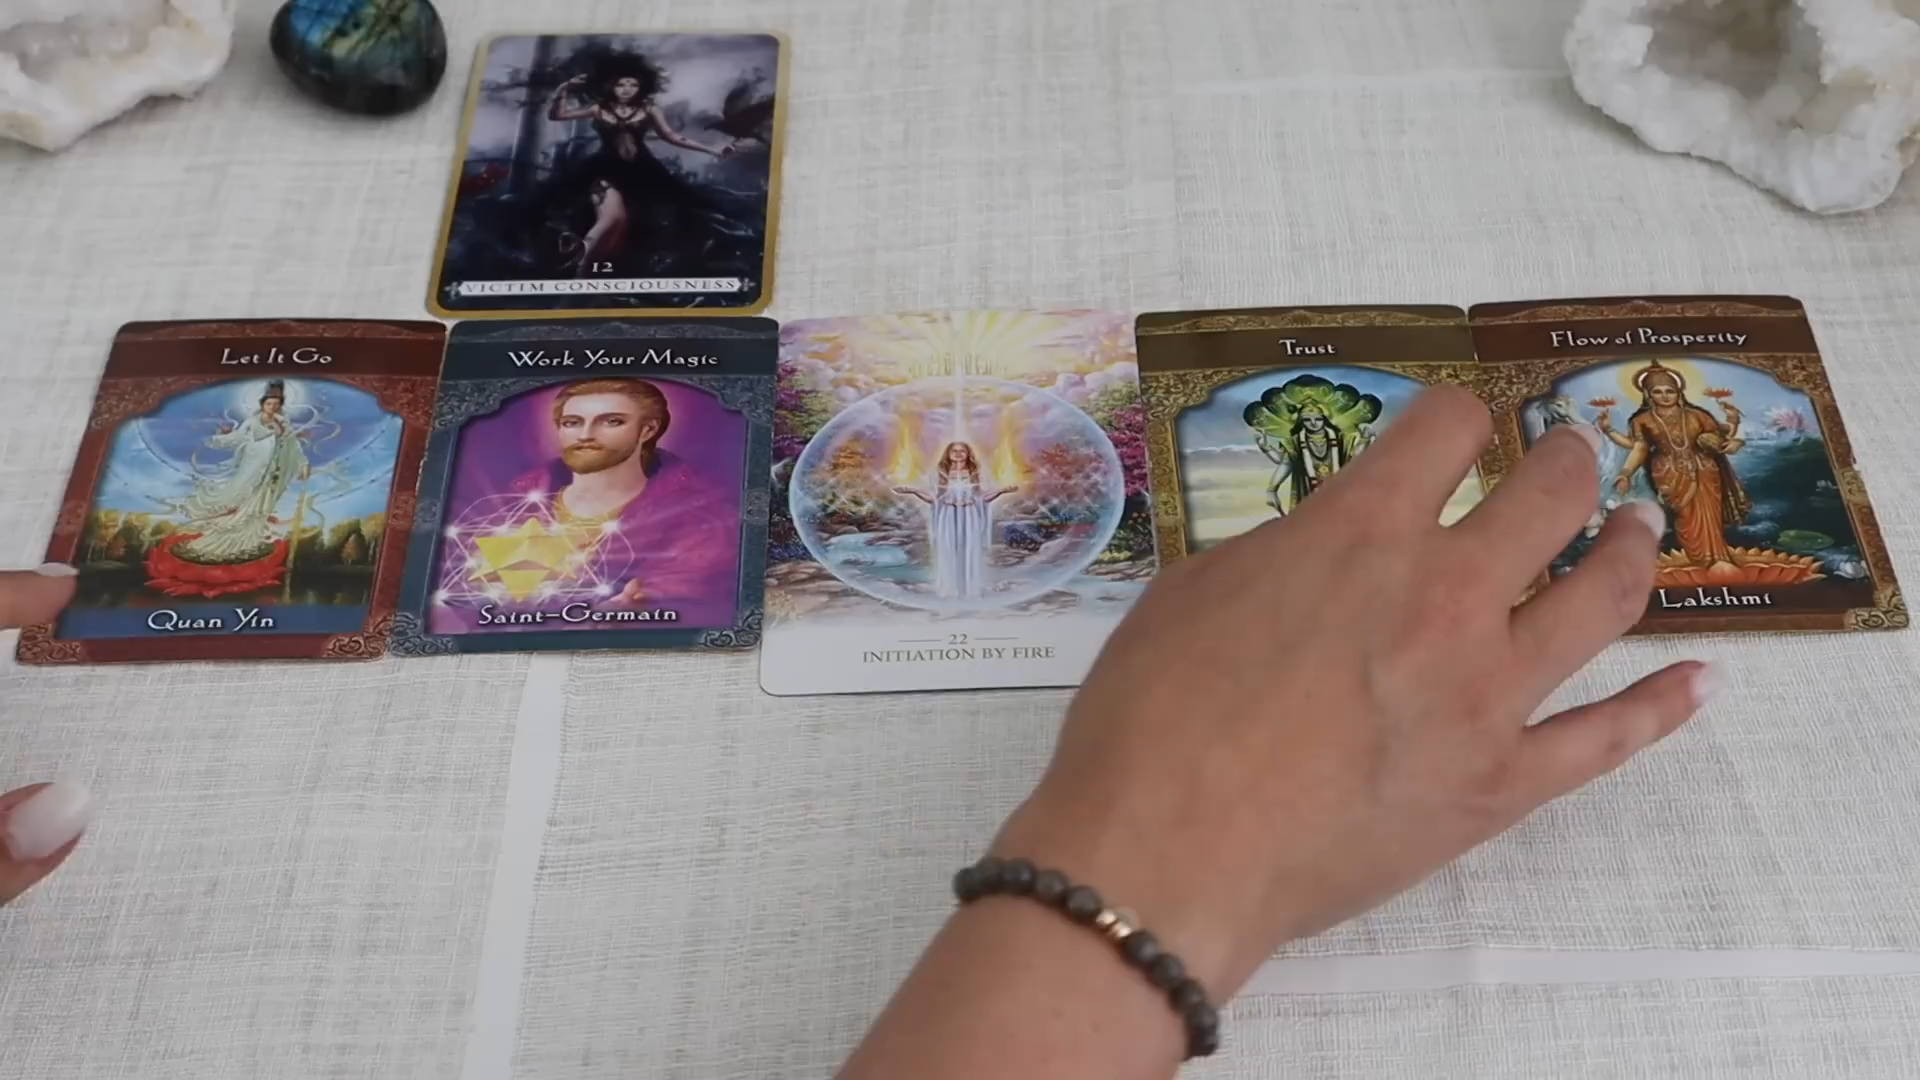 12
VICTIM CONSCIOUSNESS
Let It Go
Quan Yin
Work Your Magic
Saint-Germain
22
INITIATION BY FIRE
Trust
Flow of Prosperity
Lakshmi